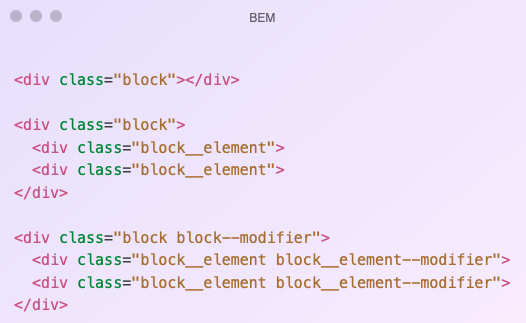 BEM
<div class="block"></div>
<div class="block">
<div class="block__element">
<div class="block__element">
</div>
<div class="block block--modifier">
<div class="block__element block__element--modifier">
<div class="block__element block__element--modifier">
</div>